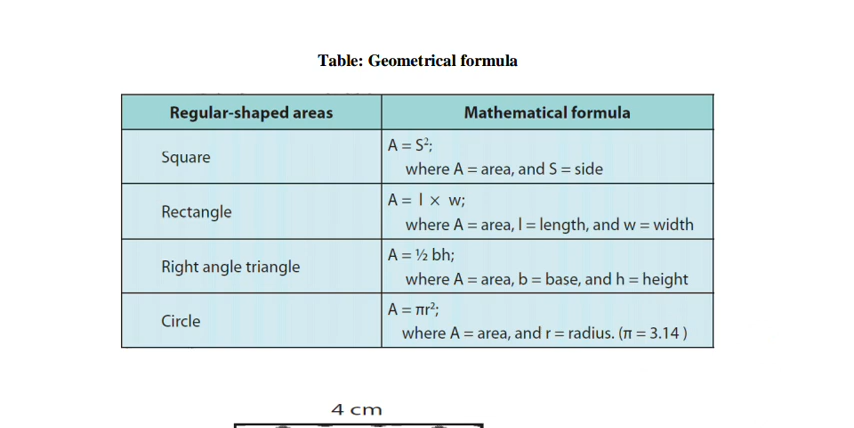 Table: Geometrical formula
Regular-shaped areas
Mathematical formula
Square
A = S²;
where A = area, and S = side
Rectangle
A = l × w;
where A = area, l = length, and w = width
Right angle triangle
A = ½ bh;
where A = area, b = base, and h = height
Circle
A = πr²;
where A = area, and r = radius. (π = 3.14 )
4 cm